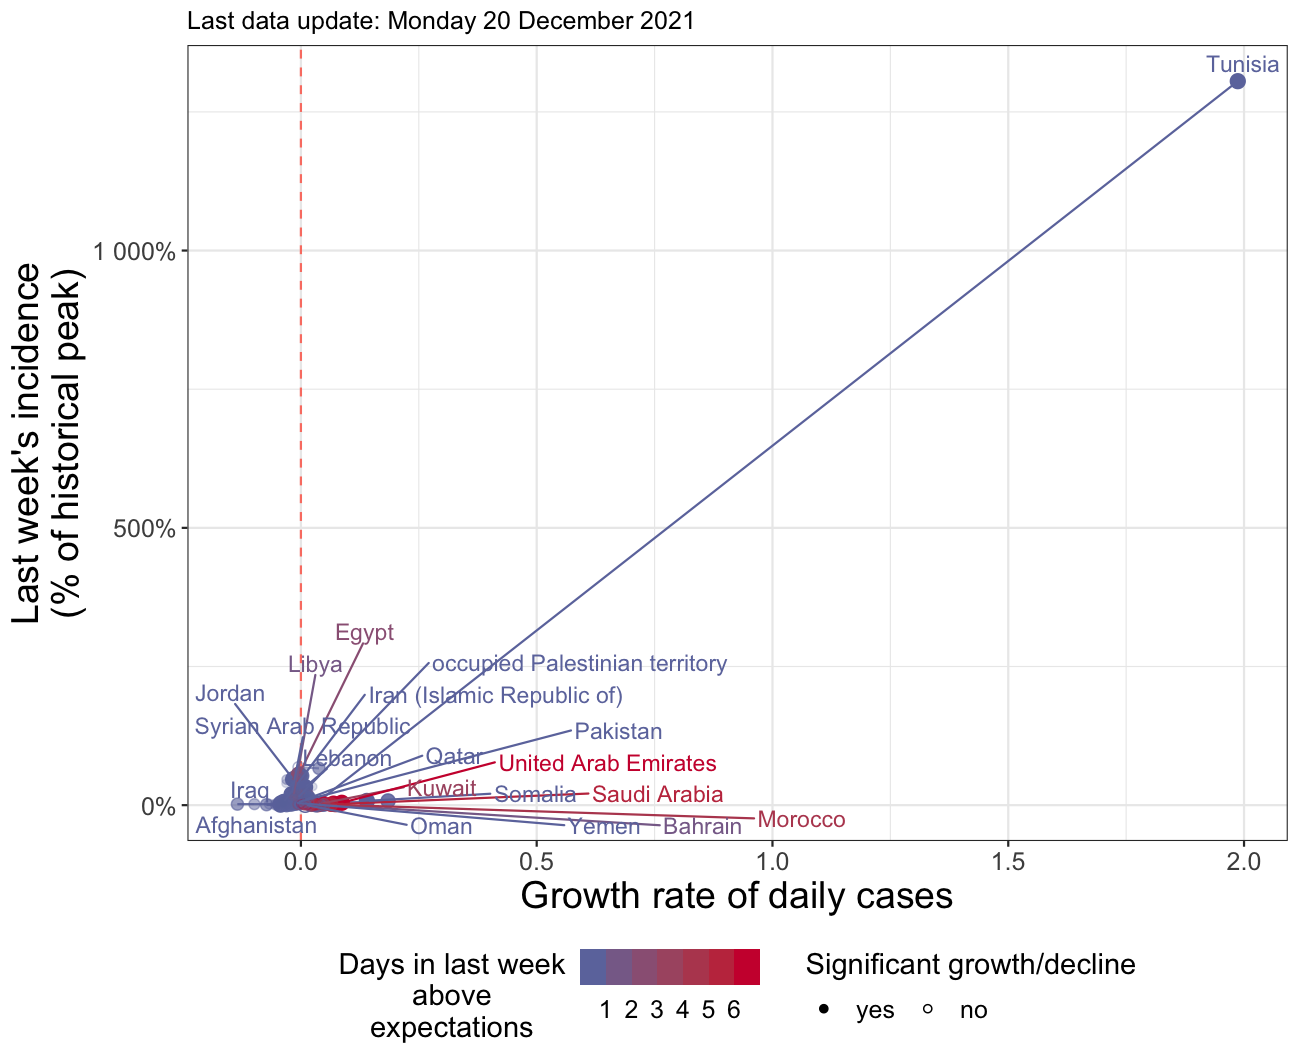 Last data update: Monday 20 December 2021
Last week's incidence
(% of historical peak)
1 000%
500%
0%
Tunisia
Egypt
Libya
occupied Palestinian territory
Jordan
Iran (Islamic Republic of)
Syrian Arab Republic
Pakistan
Lebanon
Qatar
United Arab Emirates
Iraq
Kuwait
Somalia
Saudi Arabia
Afghanistan
Oman
Yemen
Bahrain
Morocco
0.0
0.5
1.0
1.5
2.0
Growth rate of daily cases
Days in last week
above
expectations
1 2 3 4 5 6
Significant growth/decline
yes
no